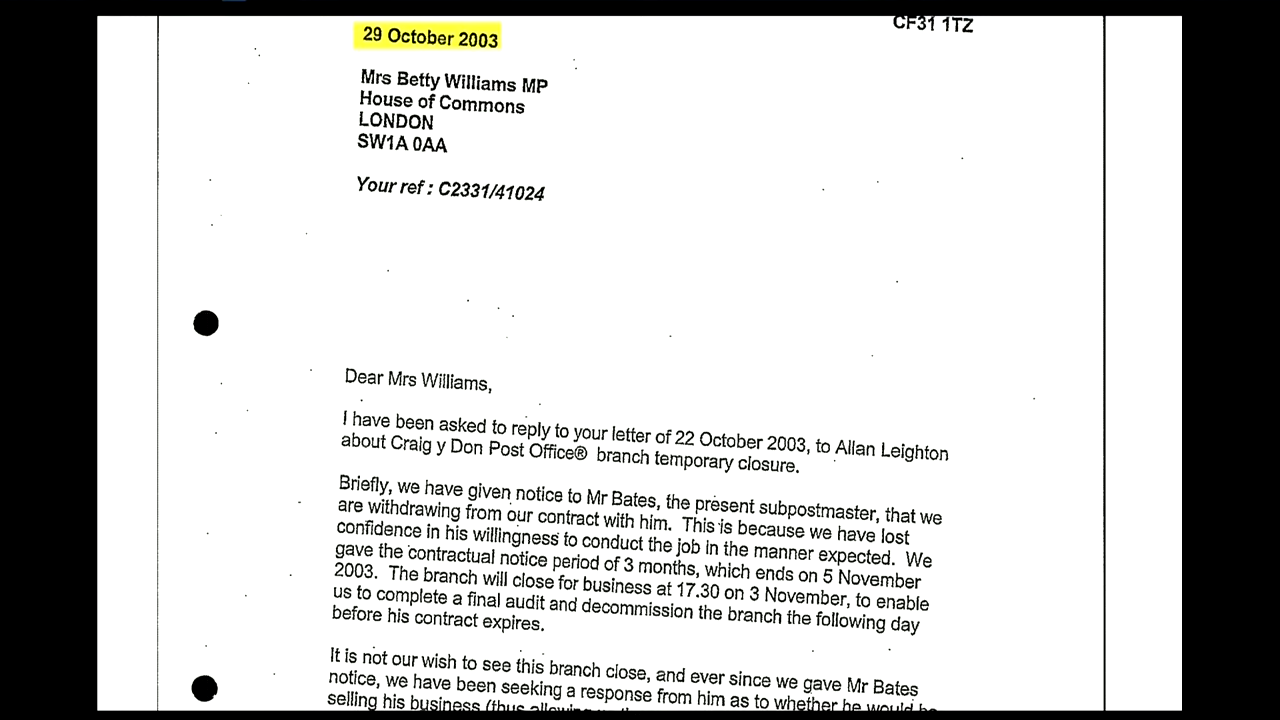 CF31 1TZ
29 October 2003
Mrs Betty Williams MP
House of Commons
LONDON
SW1A 0AA
Your ref : C2331/41024
Dear Mrs Williams,
I have been asked to reply to your letter of 22 October 2003, to Allan Leighton
about Craig y Don Post Office® branch temporary closure.
Briefly, we have given notice to Mr Bates, the present subpostmaster, that we
are withdrawing from our contract with him. This is because we have lost
confidence in his willingness to conduct the job in the manner expected. We
gave the contractual notice period of 3 months, which ends on 5 November
2003. The branch will close for business at 17.30 on 3 November, to enable
us to complete a final audit and decommission the branch the following day
before his contract expires.
It is not our wish to see this branch close, and ever since we gave Mr Bates
notice, we have been seeking a response from him as to whether he would be
selling his business (thus allowing